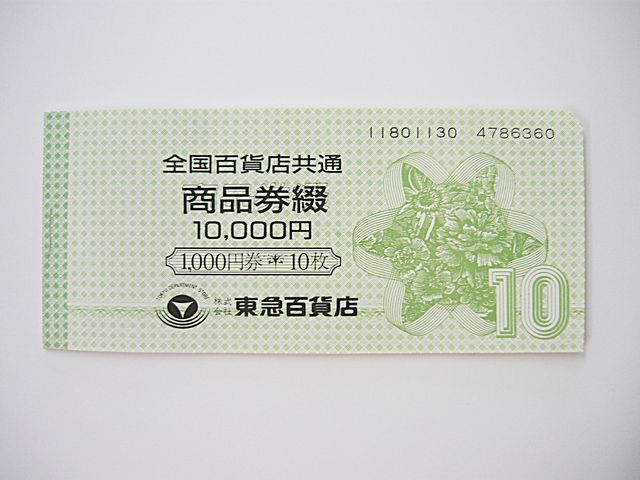 11801130 4786360
全国百貨店共通
商品券綴
10,000円
1,000円券＊10枚
TOKYU DEPARTMENT STORE
株式会社 東急百貨店
10